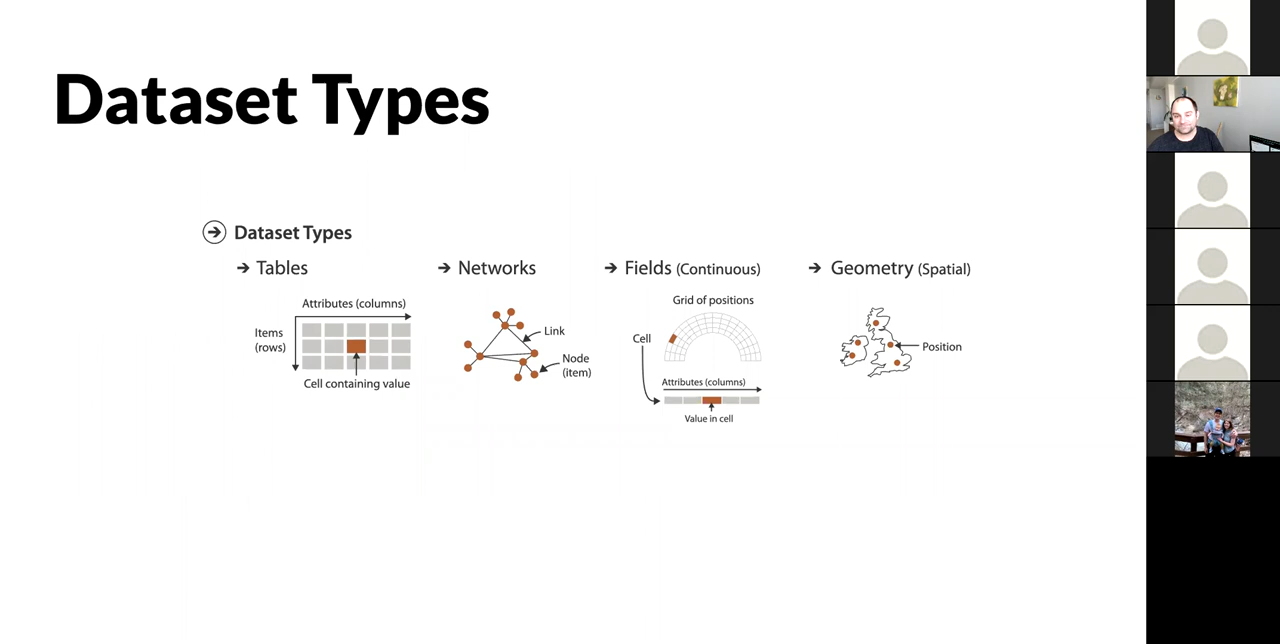 Dataset Types
Dataset Types
Tables
Attributes (columns)
Items
(rows)
Cell containing value
Networks
Link
Node
(item)
Fields (Continuous)
Grid of positions
Cell
Attributes (columns)
Value in cell
Geometry (Spatial)
Position